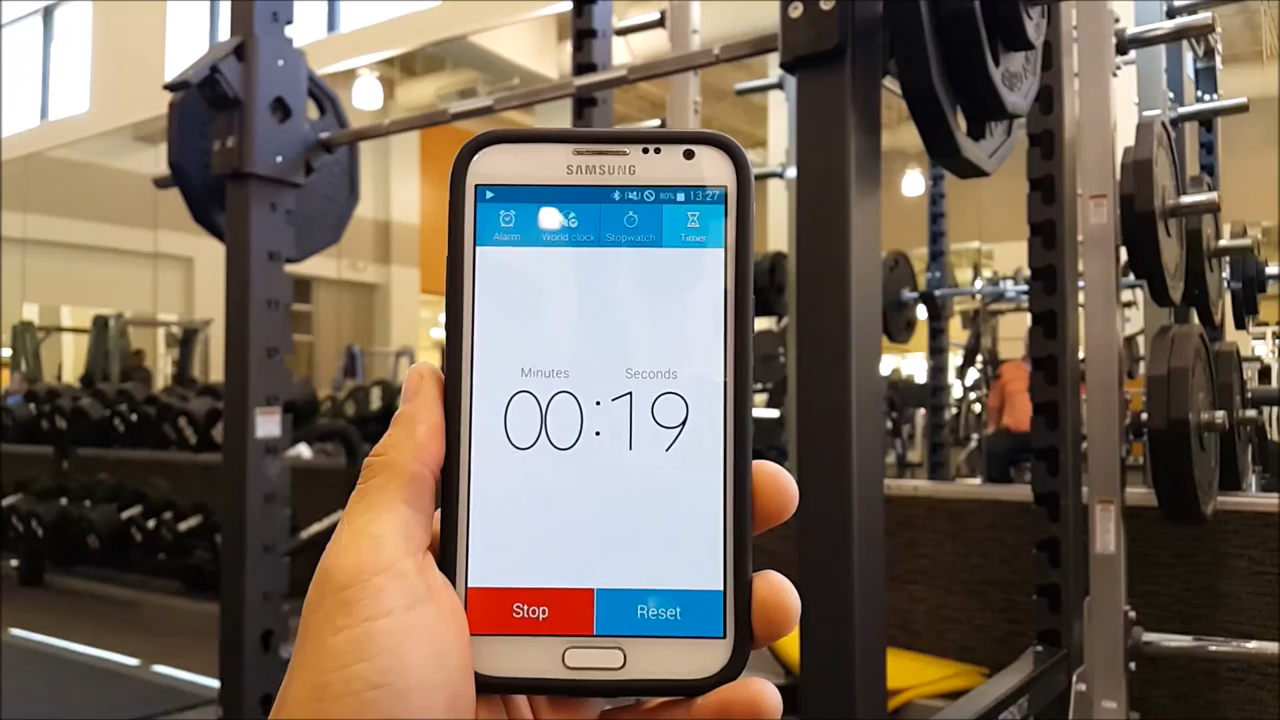 SAMSUNG
80% 13:27
Alarm World clock Stopwatch Timer
Minutes Seconds
00:19
Stop Reset